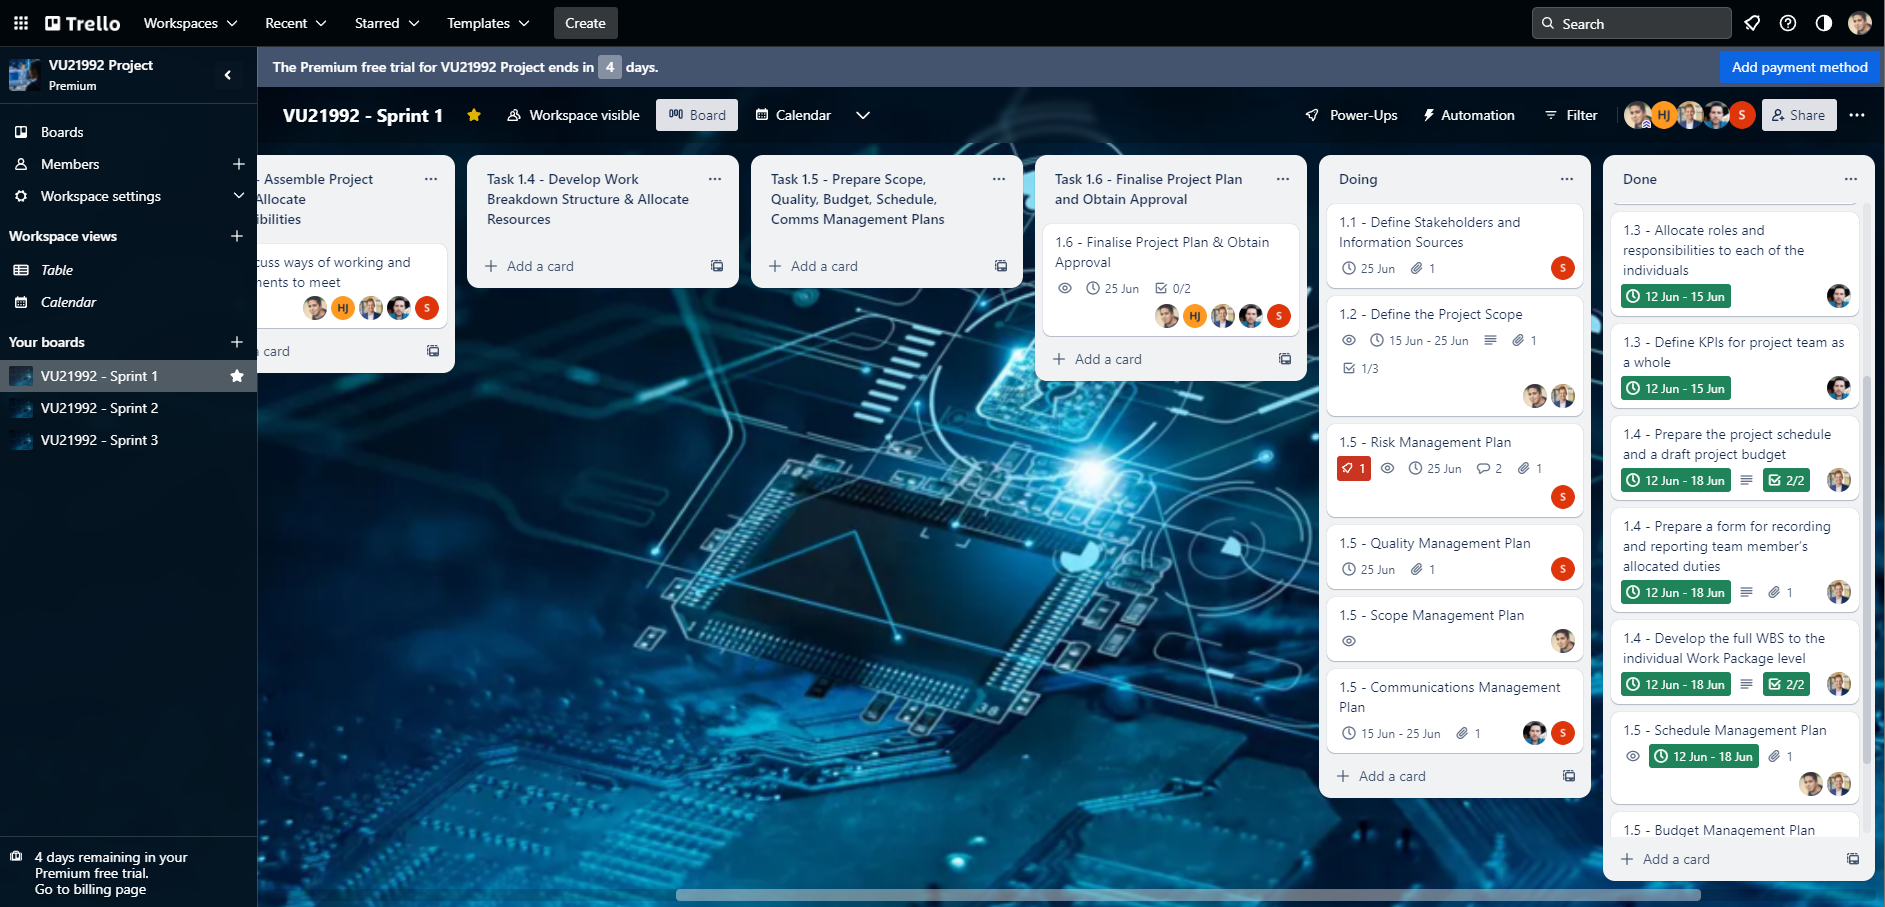 Trello
Workspaces
Recent
Starred
Templates
Create
Search
VU21992 Project
Premium
The Premium free trial for VU21992 Project ends in 4 days.
Add payment method
Boards
Members
Workspace settings
Workspace views
Table
Calendar
Your boards
VU21992 - Sprint 1
VU21992 - Sprint 2
VU21992 - Sprint 3
4 days remaining in your
Premium free trial.
Go to billing page
VU21992 - Sprint 1
Workspace visible
Board
Calendar
Power-Ups
Automation
Filter
HJ
S
Share
- Assemble Project
Allocate
ibilities
cuss ways of working and
nents to meet
HJ
S
card
Task 1.4 - Develop Work
Breakdown Structure & Allocate
Resources
Add a card
Task 1.5 - Prepare Scope,
Quality, Budget, Schedule,
Comms Management Plans
Add a card
Task 1.6 - Finalise Project Plan
and Obtain Approval
1.6 - Finalise Project Plan & Obtain
Approval
25 Jun
0/2
HJ
S
Add a card
Doing
1.1 - Define Stakeholders and
Information Sources
25 Jun
1
S
1.2 - Define the Project Scope
15 Jun - 25 Jun
1
1/3
1.5 - Risk Management Plan
1
25 Jun
2
1
S
1.5 - Quality Management Plan
25 Jun
1
S
1.5 - Scope Management Plan
1.5 - Communications Management
Plan
15 Jun - 25 Jun
1
S
Add a card
Done
1.3 - Allocate roles and
responsibilities to each of the
individuals
12 Jun - 15 Jun
1.3 - Define KPIs for project team as
a whole
12 Jun - 15 Jun
1.4 - Prepare the project schedule
and a draft project budget
12 Jun - 18 Jun
2/2
1.4 - Prepare a form for recording
and reporting team member's
allocated duties
12 Jun - 18 Jun
1
1.4 - Develop the full WBS to the
individual Work Package level
12 Jun - 18 Jun
2/2
1.5 - Schedule Management Plan
12 Jun - 18 Jun
1
1.5 - Budget Management Plan
Add a card